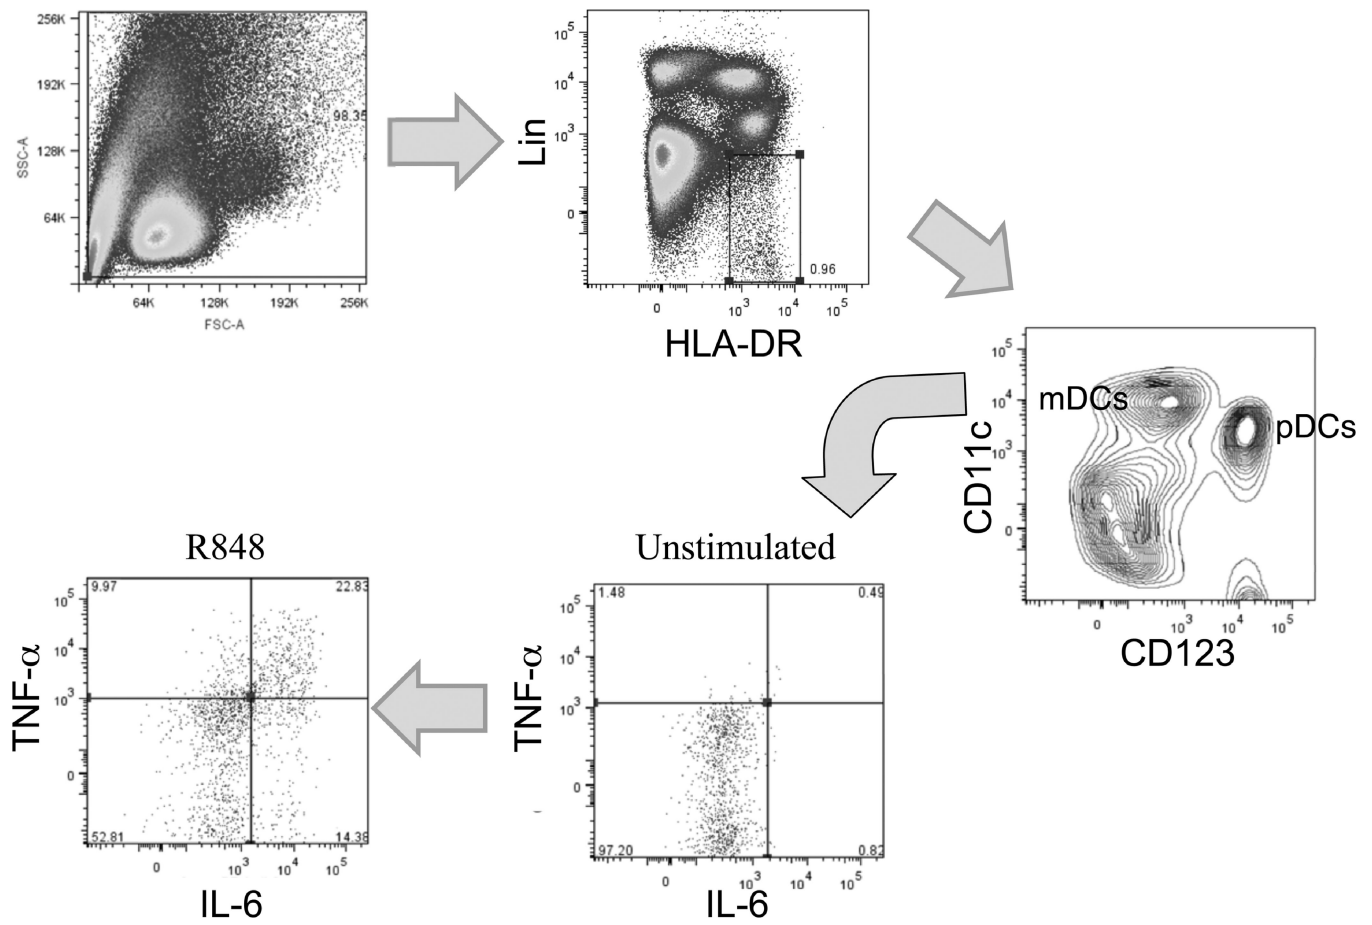 256K
192K
128K
64K
SSC-A
98.35
64K
128K
192K
256K
FSC-A
10^5
10^4
10^3
0
Lin
0.96
0
10^3
10^4
10^5
HLA-DR
10^5
10^4
10^3
0
CD11c
mDCs
pDCs
0
10^3
10^4
10^5
CD123
R848
9.97
22.83
10^5
10^4
10^3
0
TNF-α
52.81
14.38
0
10^3
10^4
10^5
IL-6
Unstimulated
1.48
0.49
10^5
10^4
10^3
0
TNF-α
97.20
0.82
0
10^3
10^4
10^5
IL-6